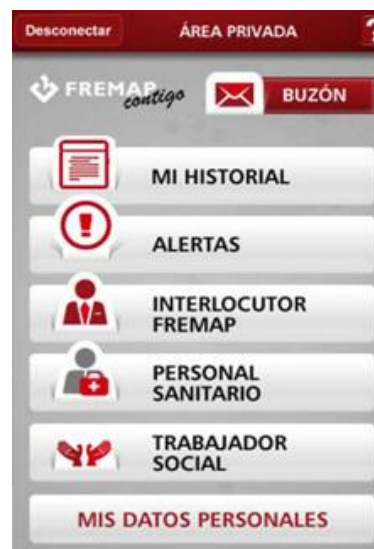 Desconectar ÁREA PRIVADA ?
FREMAP
contigo
BUZÓN
MI HISTORIAL
ALERTAS
INTERLOCUTOR
FREMAP
PERSONAL
SANITARIO
TRABAJADOR
SOCIAL
MIS DATOS PERSONALES